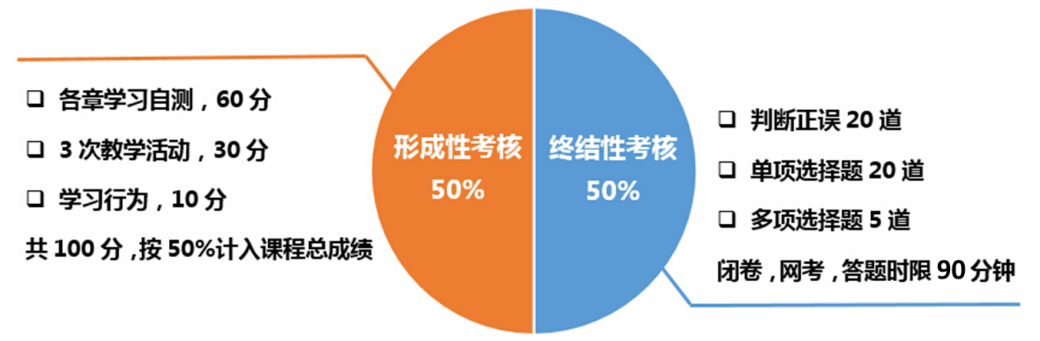 ❑ 各章学习自测，60 分
❑ 3 次教学活动，30 分
❑ 学习行为，10 分
共 100 分，按 50%计入课程总成绩
形成性考核
50%
终结性考核
50%
❑ 判断正误 20 道
❑ 单项选择题 20 道
❑ 多项选择题 5 道
闭卷，网考，答题时限 90 分钟